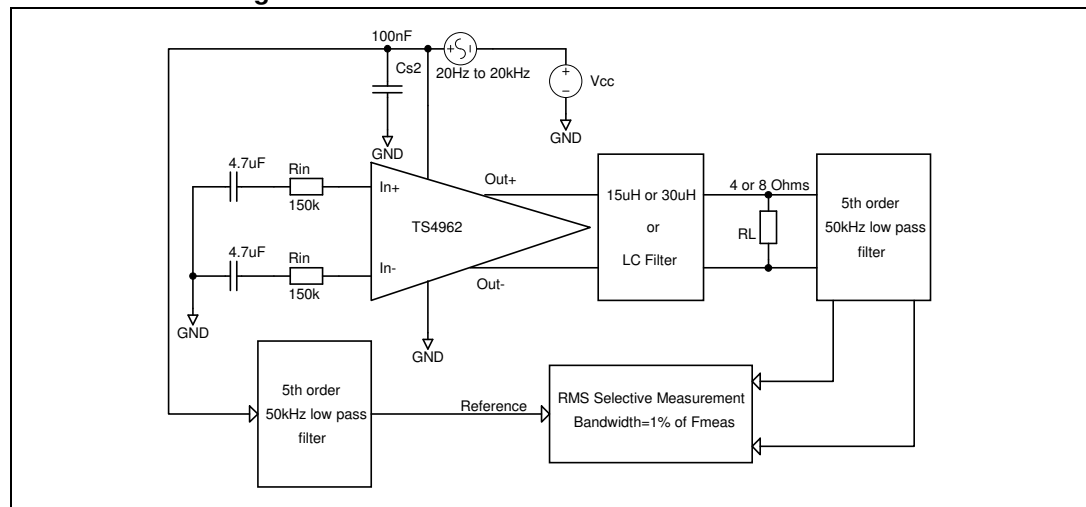 100nF
Cs2
20Hz to 20kHz
Vcc
GND
GND
4.7uF
Rin
150k
In+
Out+
15uH or 30uH
or
LC Filter
4 or 8 Ohms
RL
5th order
50kHz low pass
filter
TS4962
4.7uF
Rin
150k
In-
Out-
GND
GND
5th order
50kHz low pass
filter
Reference
RMS Selective Measurement
Bandwidth=1% of Fmeas